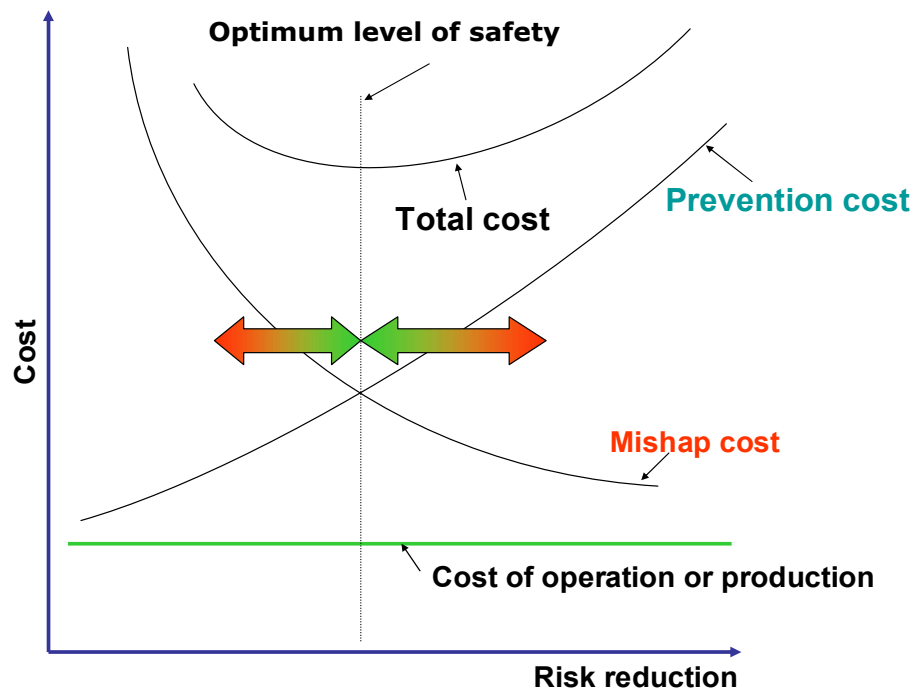 Optimum level of safety
Total cost
Prevention cost
Cost
Mishap cost
Cost of operation or production
Risk reduction